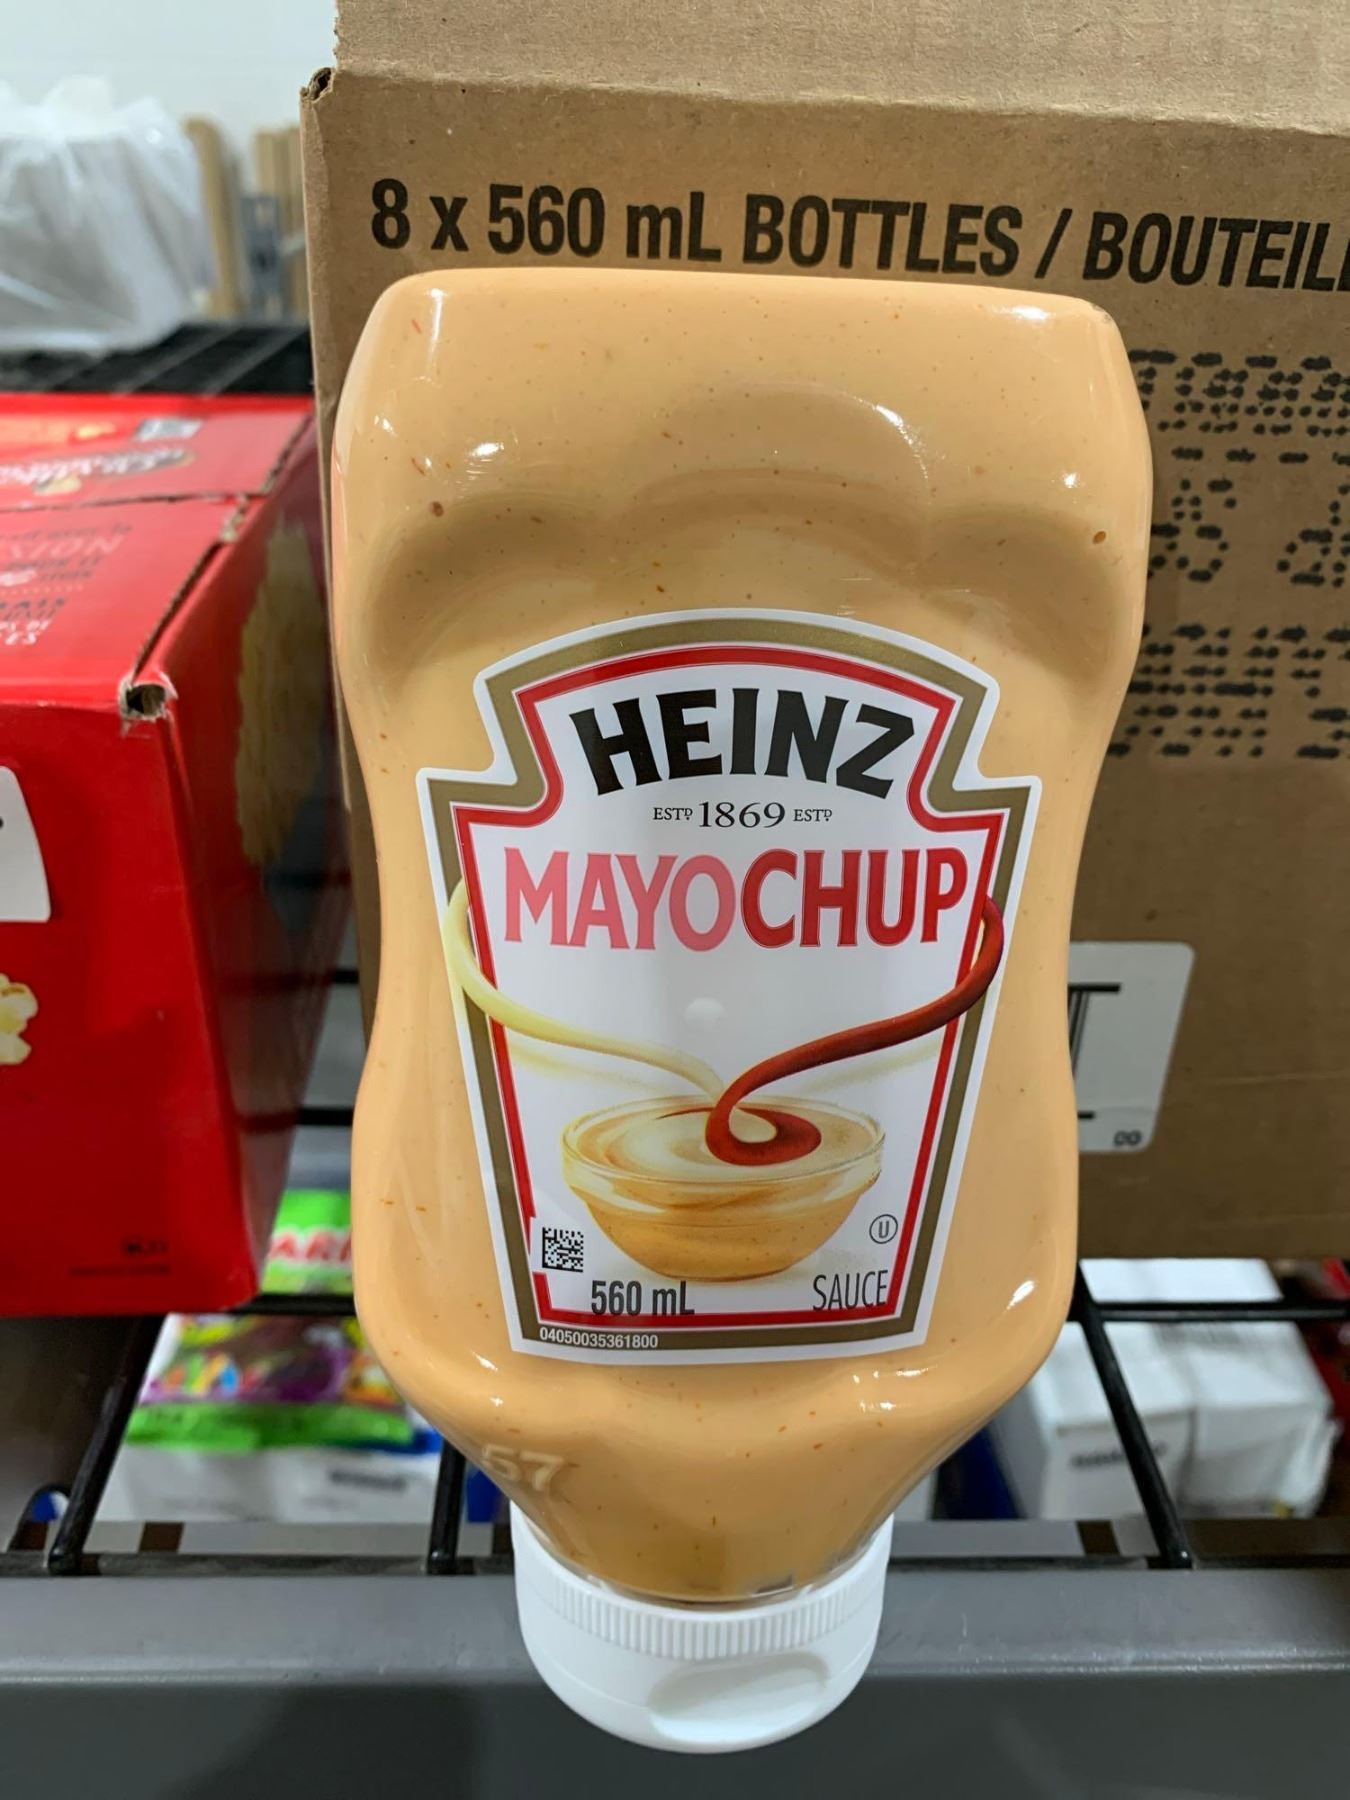 8 x 560 mL BOTTLES / BOUTEIL
HEINZ
ESTD 1869 ESTD
MAYOCHUP
U
560 mL
SAUCE
04050035361800
57